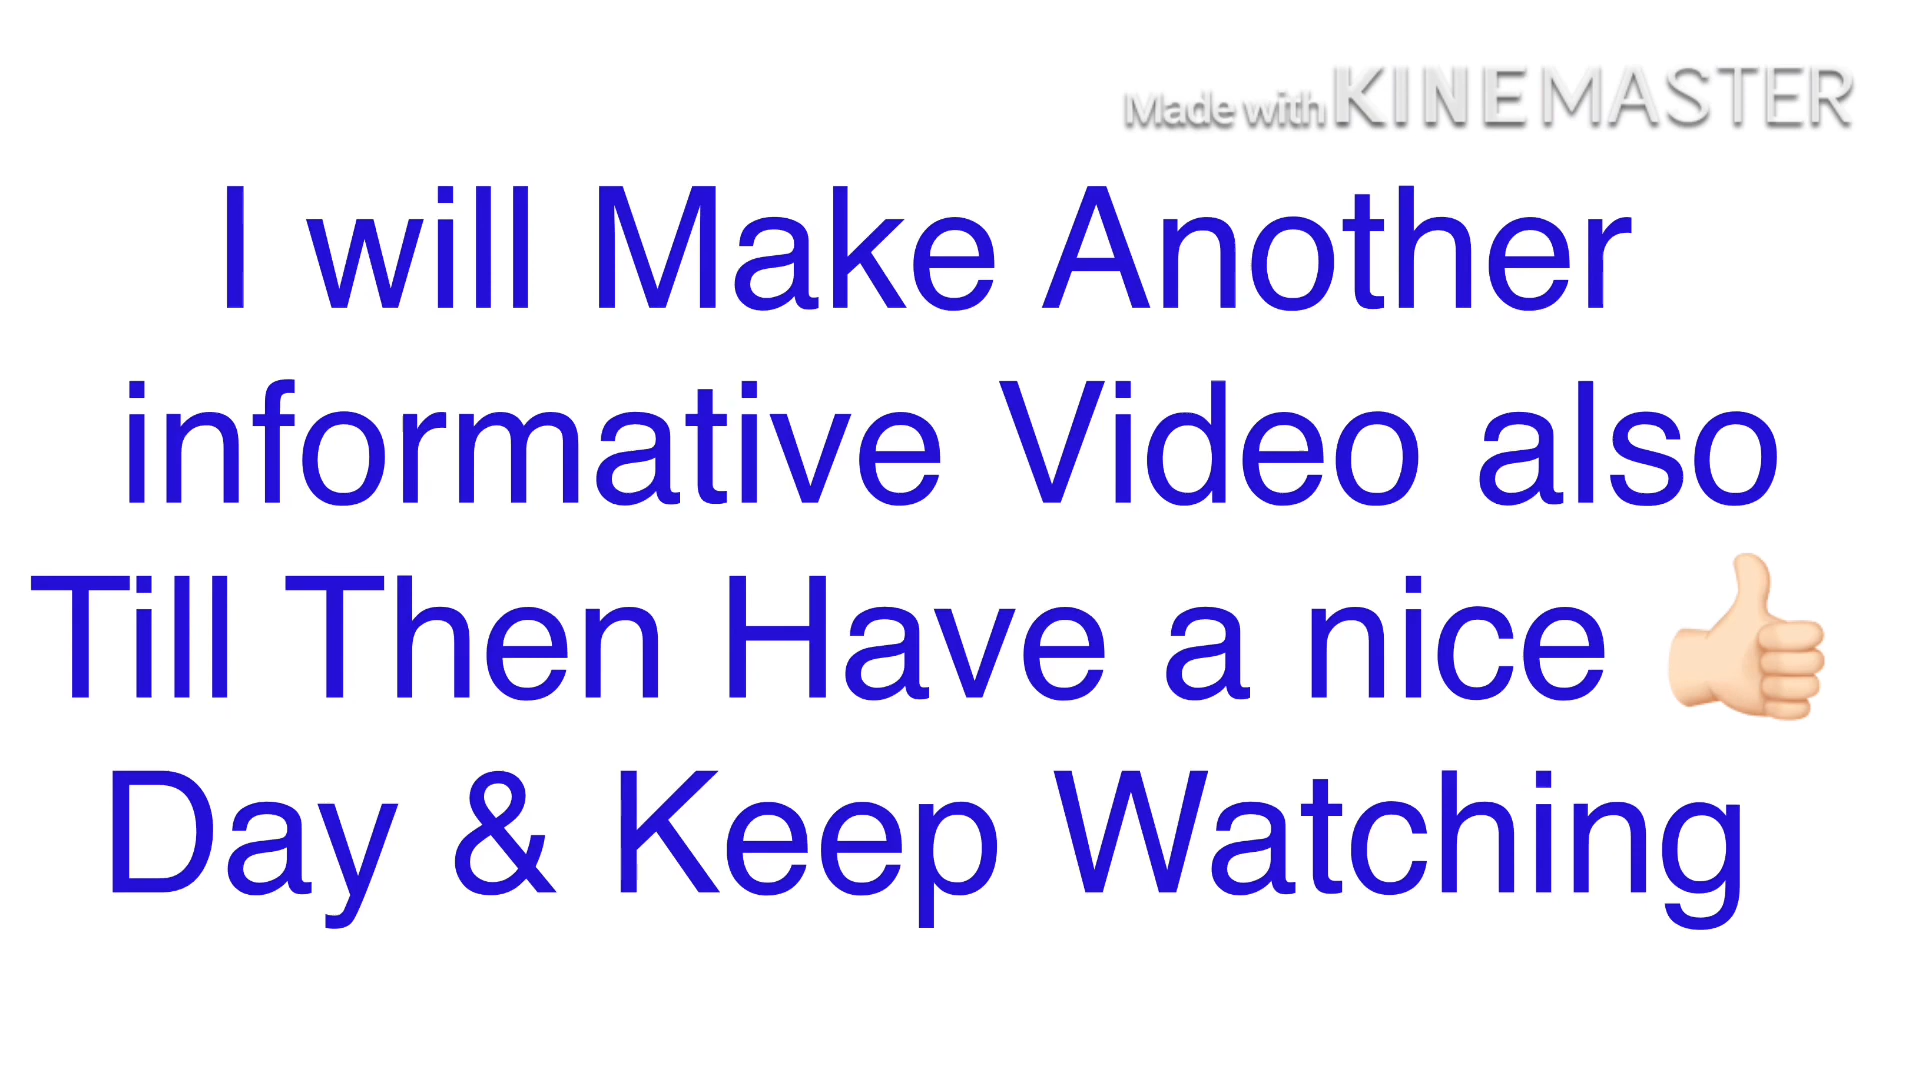 Made with KINEMASTER
I will Make Another
informative Video also
Till Then Have a nice 👍🏻
Day & Keep Watching